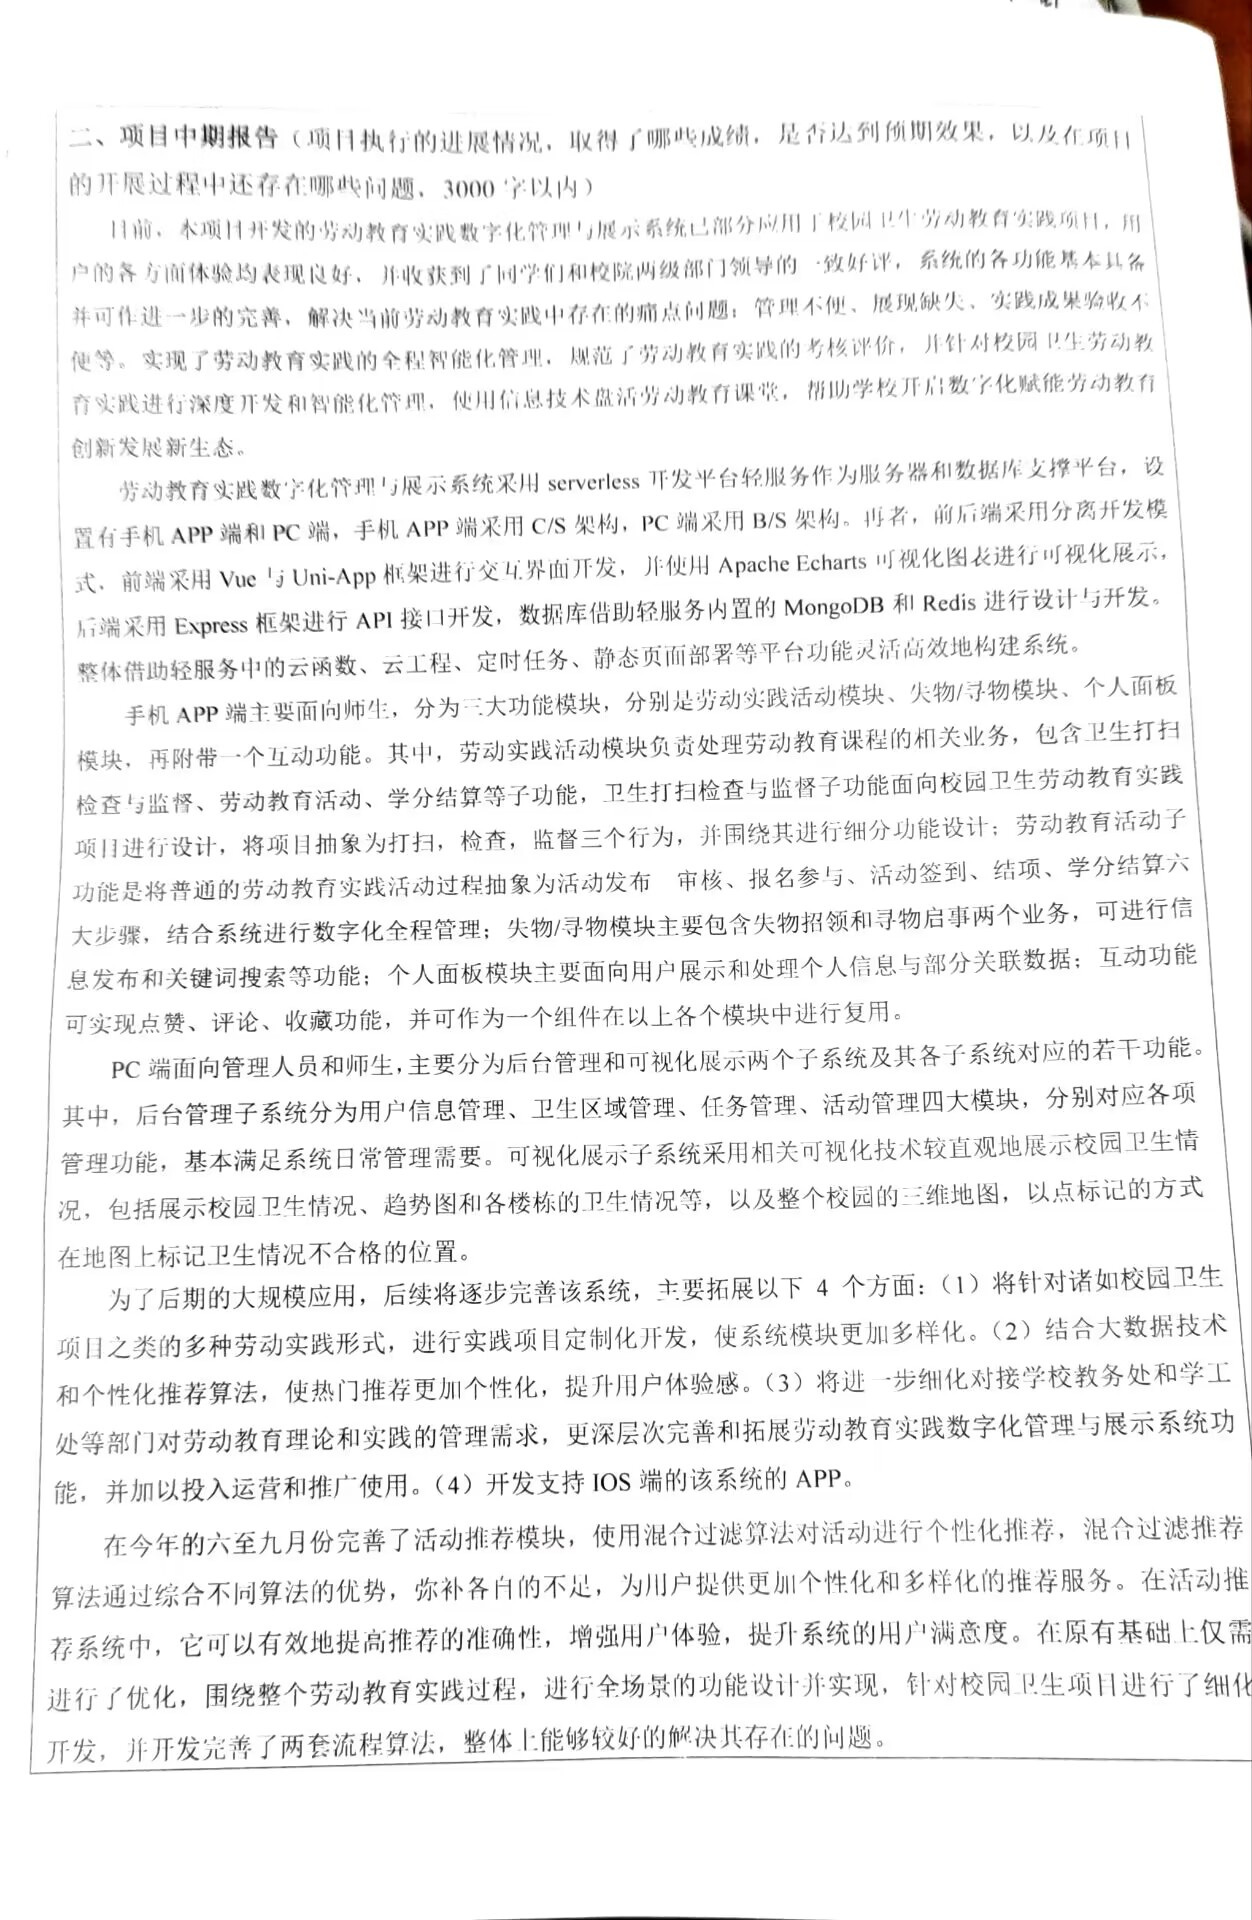 二、项目中期报告（项目执行的进展情况，取得了哪些成绩，是否达到预期效果，以及在项目
的开展过程中还存在哪些问题，3000 字以内）
目前，本项目开发的劳动教育实践数字化管理与展示系统已部分应用于校园卫生劳动教育实践项目，用
户的各方面体验均表现良好，并收获到了同学们和校院两级部门领导的一致好评，系统的各功能基本具备
并可作进一步的完善，解决当前劳动教育实践中存在的痛点问题：管理不便、展现缺失、实践成果验收不
便等。实现了劳动教育实践的全程智能化管理，规范了劳动教育实践的考核评价，并针对校园卫生劳动教
育实践进行深度开发和智能化管理，使用信息技术盘活劳动教育课堂，帮助学校开启数字化赋能劳动教育
创新发展新生态。
劳动教育实践数字化管理与展示系统采用 serverless 开发平台轻服务作为服务器和数据库支撑平台，设
置有手机 APP 端和 PC 端，手机 APP 端采用 C/S 架构，PC 端采用 B/S 架构。再者，前后端采用分离开发模
式，前端采用 Vue 与 Uni-App 框架进行交互界面开发，并使用 Apache Echarts 可视化图表进行可视化展示，
后端采用 Express 框架进行 API 接口开发，数据库借助轻服务内置的 MongoDB 和 Redis 进行设计与开发。
整体借助轻服务中的云函数、云工程、定时任务、静态页面部署等平台功能灵活高效地构建系统。
手机 APP 端主要面向师生，分为三大功能模块，分别是劳动实践活动模块、失物/寻物模块、个人面板
模块，再附带一个互动功能。其中，劳动实践活动模块负责处理劳动教育课程的相关业务，包含卫生打扫
检查与监督、劳动教育活动、学分结算等子功能，卫生打扫检查与监督子功能面向校园卫生劳动教育实践
项目进行设计，将项目抽象为打扫，检查，监督三个行为，并围绕其进行细分功能设计；劳动教育活动子
功能是将普通的劳动教育实践活动过程抽象为活动发布 审核、报名参与、活动签到、结项、学分结算六
大步骤，结合系统进行数字化全程管理；失物/寻物模块主要包含失物招领和寻物启事两个业务，可进行信
息发布和关键词搜索等功能；个人面板模块主要面向用户展示和处理个人信息与部分关联数据；互动功能
可实现点赞、评论、收藏功能，并可作为一个组件在以上各个模块中进行复用。
PC 端面向管理人员和师生，主要分为后台管理和可视化展示两个子系统及其各子系统对应的若干功能。
其中，后台管理子系统分为用户信息管理、卫生区域管理、任务管理、活动管理四大模块，分别对应各项
管理功能，基本满足系统日常管理需要。可视化展示子系统采用相关可视化技术较直观地展示校园卫生情
况，包括展示校园卫生情况、趋势图和各楼栋的卫生情况等，以及整个校园的三维地图，以点标记的方式
在地图上标记卫生情况不合格的位置。
为了后期的大规模应用，后续将逐步完善该系统，主要拓展以下 4 个方面：（1）将针对诸如校园卫生
项目之类的多种劳动实践形式，进行实践项目定制化开发，使系统模块更加多样化。（2）结合大数据技术
和个性化推荐算法，使热门推荐更加个性化，提升用户体验感。（3）将进一步细化对接学校教务处和学工
处等部门对劳动教育理论和实践的管理需求，更深层次完善和拓展劳动教育实践数字化管理与展示系统功
能，并加以投入运营和推广使用。（4）开发支持 IOS 端的该系统的 APP。
在今年的六至九月份完善了活动推荐模块，使用混合过滤算法对活动进行个性化推荐，混合过滤推荐
算法通过综合不同算法的优势，弥补各自的不足，为用户提供更加个性化和多样化的推荐服务。在活动推
荐系统中，它可以有效地提高推荐的准确性，增强用户体验，提升系统的用户满意度。在原有基础上仅需
进行了优化，围绕整个劳动教育实践过程，进行全场景的功能设计并实现，针对校园卫生项目进行了细化
开发，并开发完善了两套流程算法，整体上能够较好的解决其存在的问题。